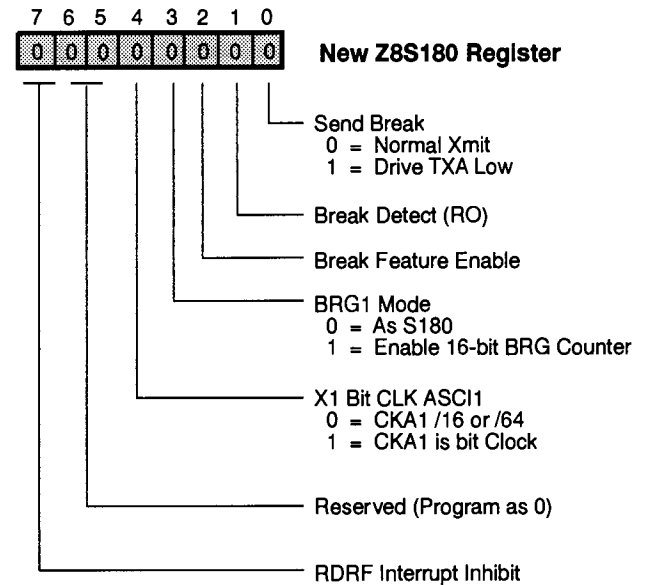 7 6 5 4 3 2 1 0
0 0 0 0 0 0 0 0
New Z8S180 Register
Send Break
0 = Normal Xmit
1 = Drive TXA Low
Break Detect (RO)
Break Feature Enable
BRG1 Mode
0 = As S180
1 = Enable 16-bit BRG Counter
X1 Bit CLK ASCI1
0 = CKA1 /16 or /64
1 = CKA1 is bit Clock
Reserved (Program as 0)
RDRF Interrupt Inhibit